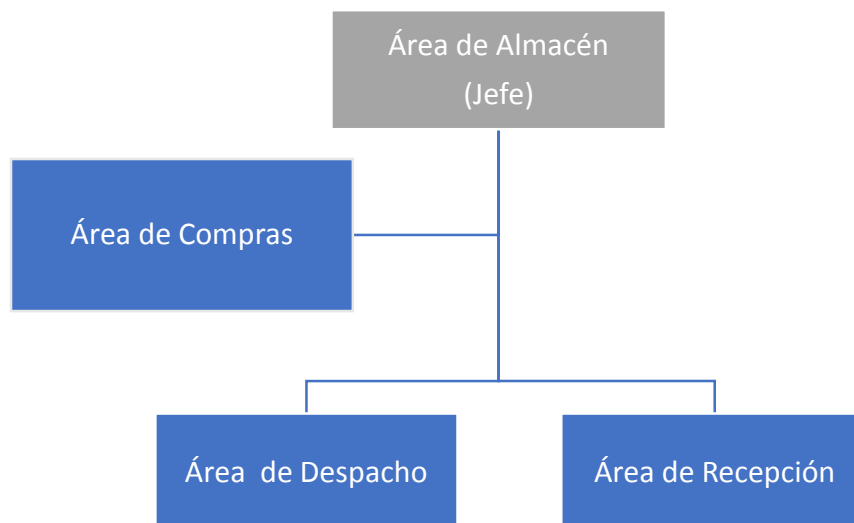 Área de Almacén
(Jefe)
Área de Compras
Área  de Despacho
Área de Recepción